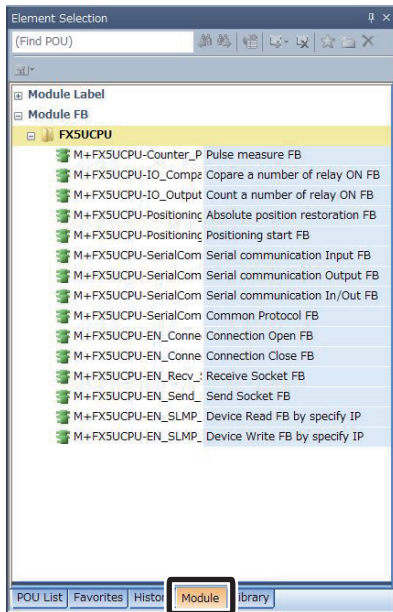 Element Selection
(Find POU)
Module Label
Module FB
FX5UCPU
M+FX5UCPU-Counter_P Pulse measure FB
M+FX5UCPU-IO_Compa Copare a number of relay ON FB
M+FX5UCPU-IO_Output Count a number of relay ON FB
M+FX5UCPU-Positioning Absolute position restoration FB
M+FX5UCPU-Positioning Positioning start FB
M+FX5UCPU-SerialCom Serial communication Input FB
M+FX5UCPU-SerialCom Serial communication Output FB
M+FX5UCPU-SerialCom Serial communication In/Out FB
M+FX5UCPU-SerialCom Common Protocol FB
M+FX5UCPU-EN_Conne Connection Open FB
M+FX5UCPU-EN_Conne Connection Close FB
M+FX5UCPU-EN_Recv_ Receive Socket FB
M+FX5UCPU-EN_Send_ Send Socket FB
M+FX5UCPU-EN_SLMP_ Device Read FB by specify IP
M+FX5UCPU-EN_SLMP_ Device Write FB by specify IP
POU List Favorites Histor Module ibrary